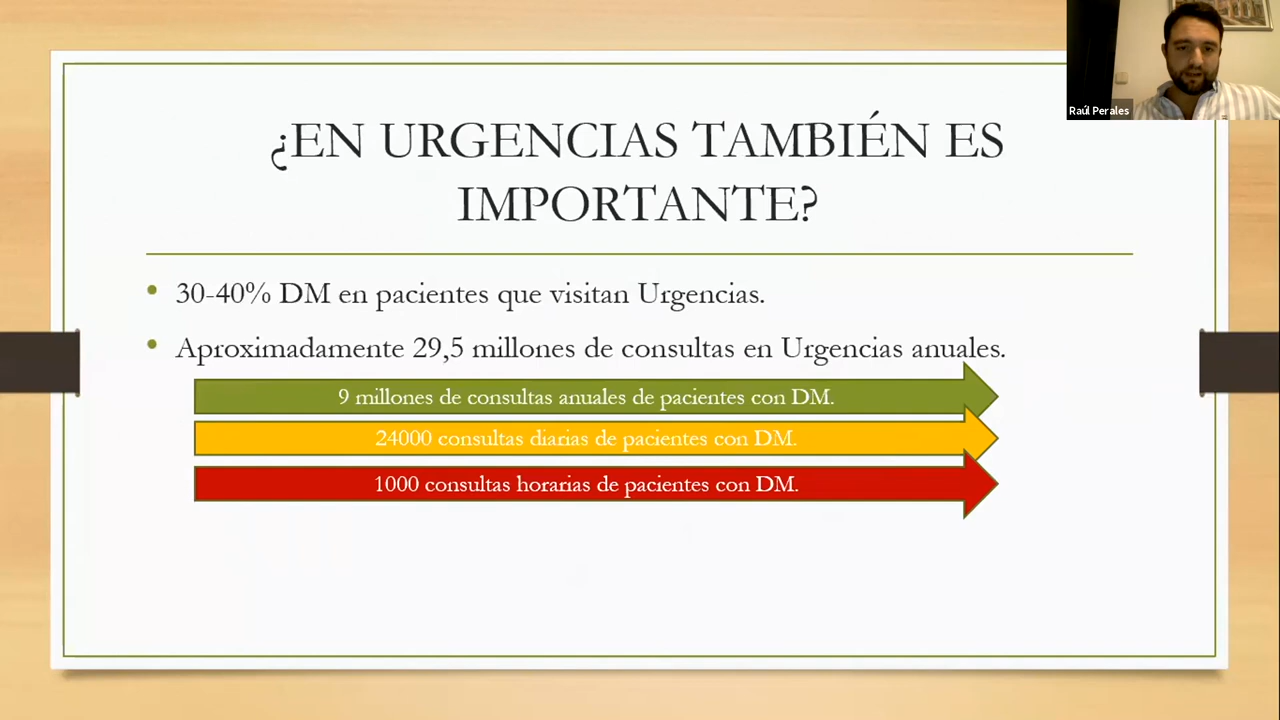 Raúl Perales
¿EN URGENCIAS TAMBIÉN ES
IMPORTANTE?
• 30-40% DM en pacientes que visitan Urgencias.
• Aproximadamente 29,5 millones de consultas en Urgencias anuales.
9 millones de consultas anuales de pacientes con DM.
24000 consultas diarias de pacientes con DM.
1000 consultas horarias de pacientes con DM.